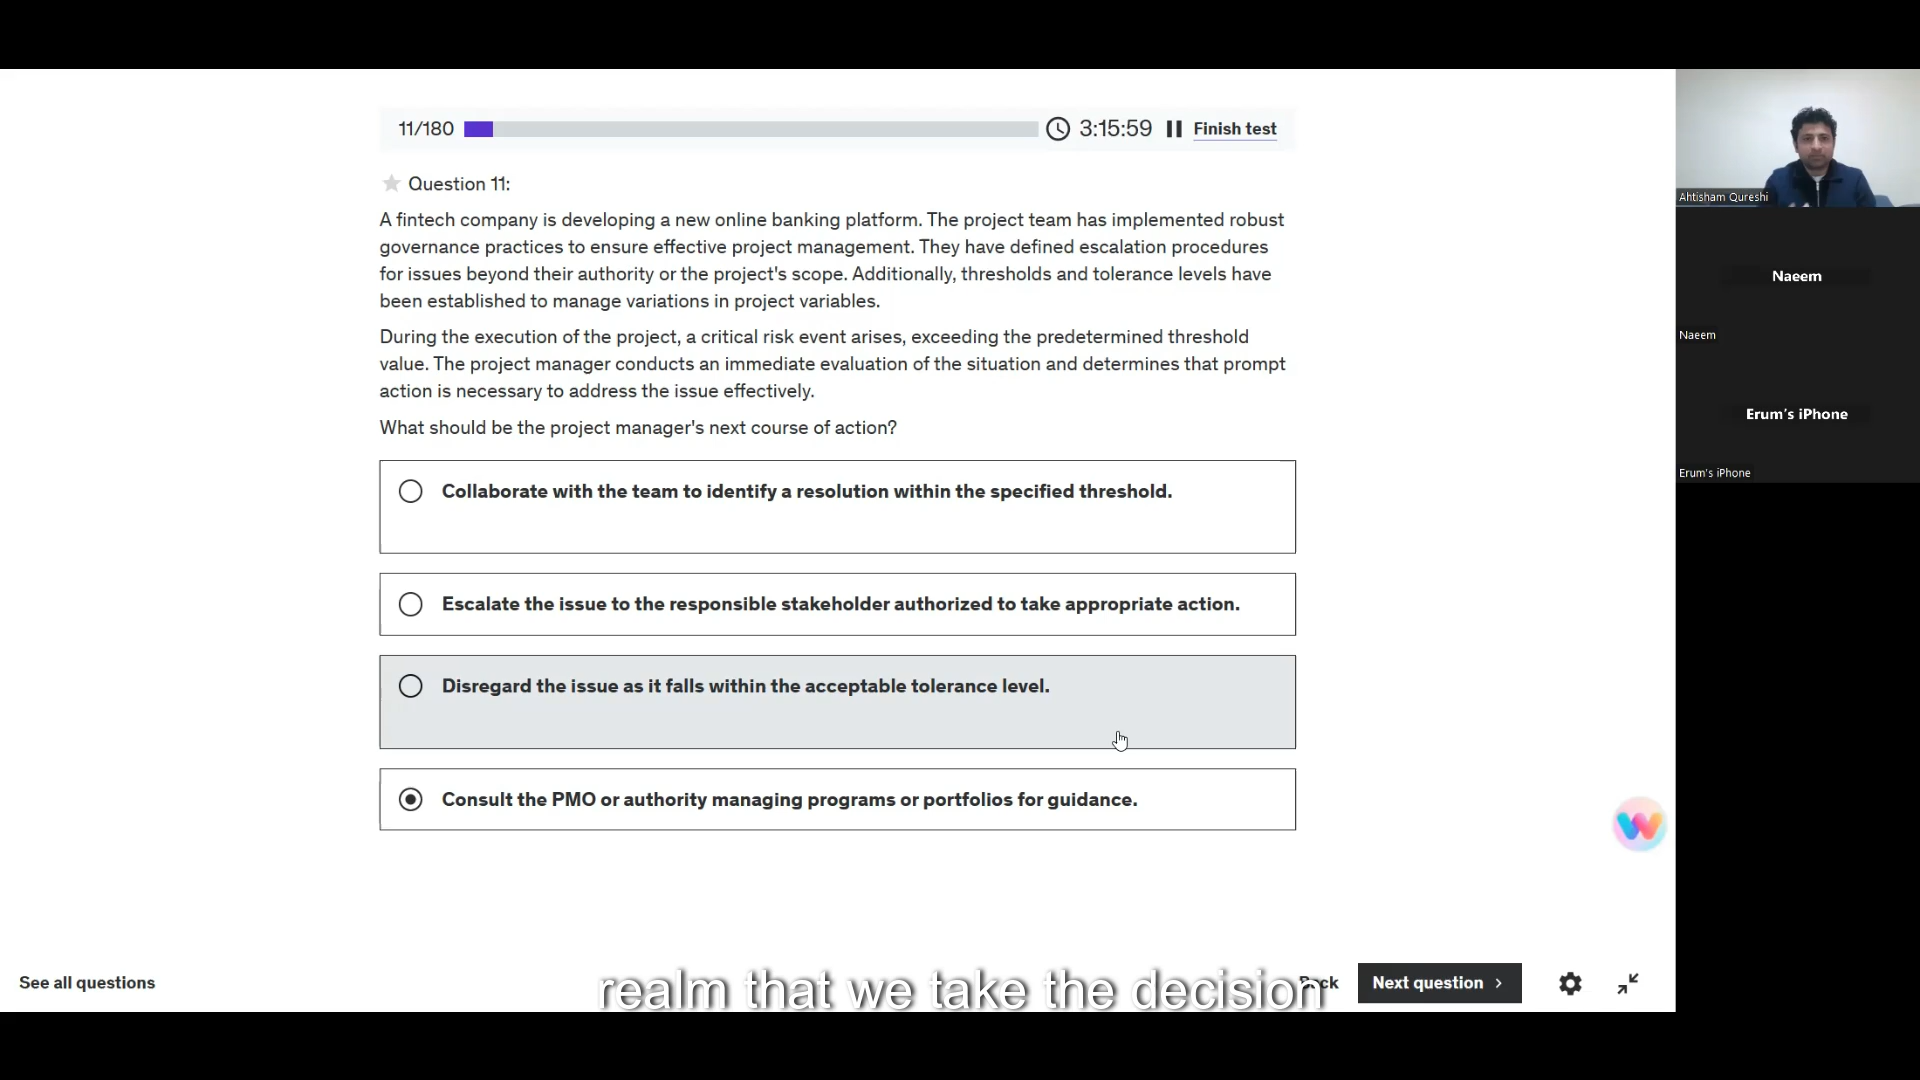 11/180
3:15:59
Finish test
Question 11:
A fintech company is developing a new online banking platform. The project team has implemented robust
governance practices to ensure effective project management. They have defined escalation procedures
for issues beyond their authority or the project's scope. Additionally, thresholds and tolerance levels have
been established to manage variations in project variables.
During the execution of the project, a critical risk event arises, exceeding the predetermined threshold
value. The project manager conducts an immediate evaluation of the situation and determines that prompt
action is necessary to address the issue effectively.
What should be the project manager's next course of action?
Collaborate with the team to identify a resolution within the specified threshold.
Escalate the issue to the responsible stakeholder authorized to take appropriate action.
Disregard the issue as it falls within the acceptable tolerance level.
Consult the PMO or authority managing programs or portfolios for guidance.
See all questions
realm that we take the decision
Next question
Ahtisham Qureshi
Naeem
Naeem
Erum's iPhone
Erum's iPhone